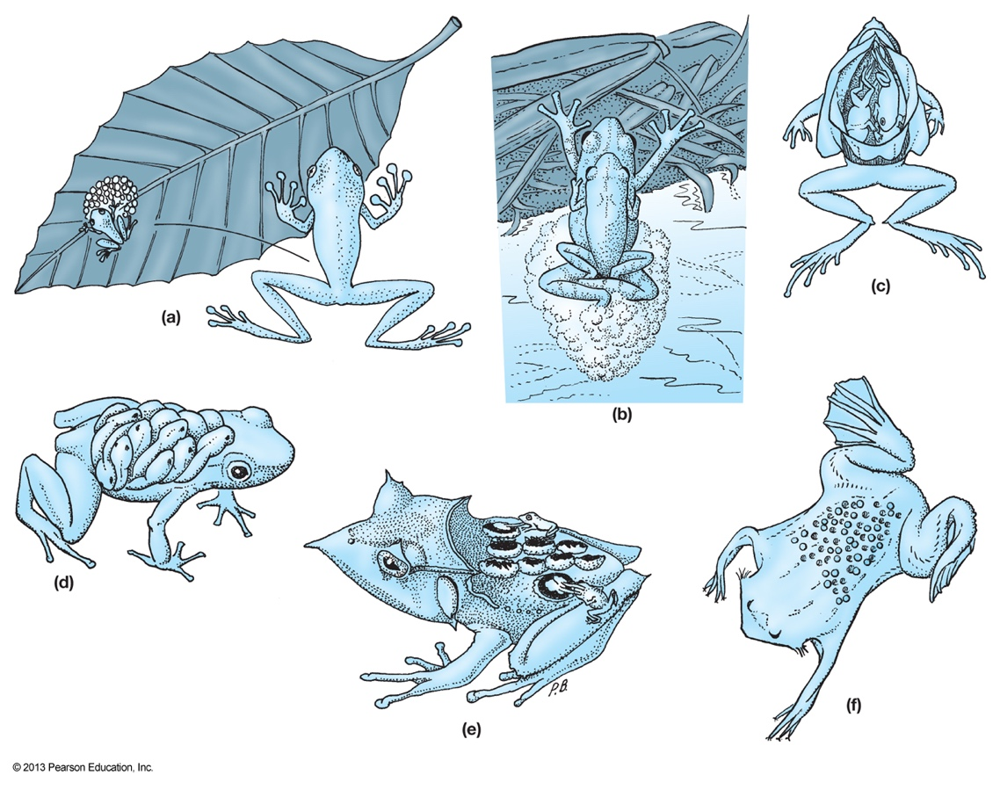 (a)
(b)
(c)
(d)
P.B.
(e)
(f)
© 2013 Pearson Education, Inc.